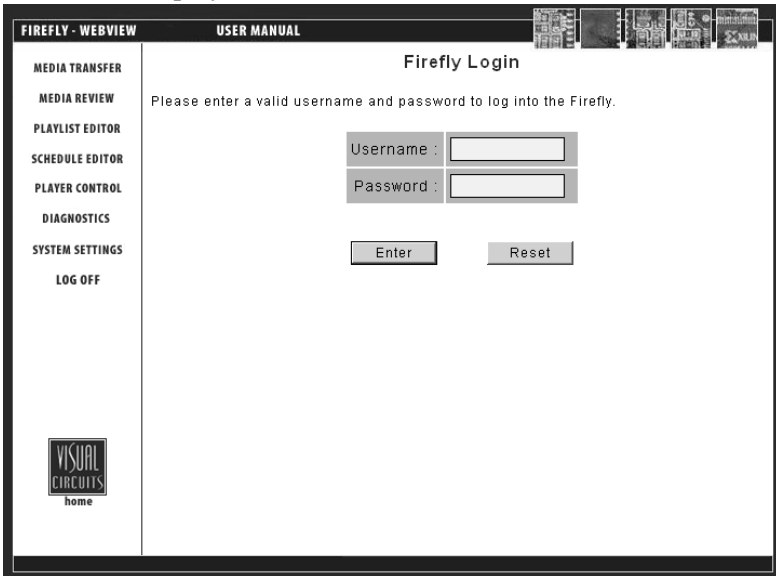 FIREFLY - WEBVIEW
USER MANUAL
XILIN
MEDIA TRANSFER
MEDIA REVIEW
PLAYLIST EDITOR
SCHEDULE EDITOR
PLAYER CONTROL
DIAGNOSTICS
SYSTEM SETTINGS
LOG OFF
VISUAL
CIRCUITS
home
Firefly Login
Please enter a valid username and password to log into the Firefly.
Username :
Password :
Enter
Reset